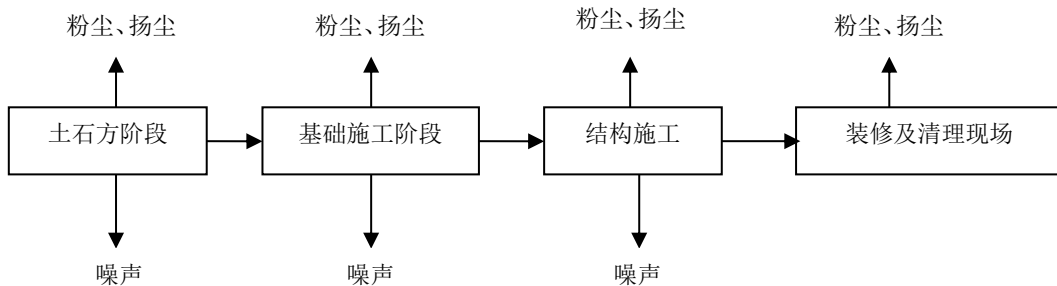 粉尘、扬尘
粉尘、扬尘
粉尘、扬尘
粉尘、扬尘
土石方阶段
基础施工阶段
结构施工
装修及清理现场
噪声
噪声
噪声